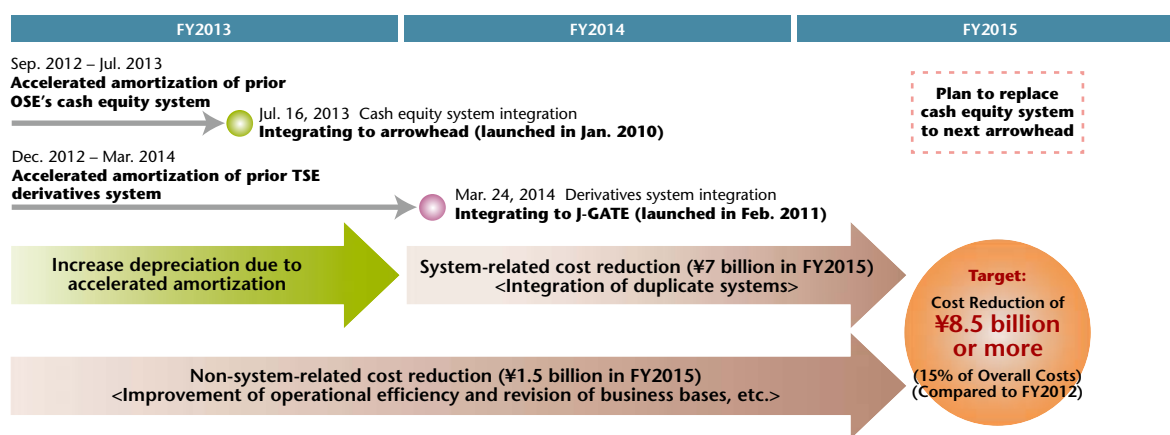 FY2013
FY2014
FY2015
Sep. 2012 – Jul. 2013
Accelerated amortization of prior
OSE's cash equity system
Jul. 16, 2013 Cash equity system integration
Integrating to arrowhead (launched in Jan. 2010)
Plan to replace
cash equity system
to next arrowhead
Dec. 2012 – Mar. 2014
Accelerated amortization of prior TSE
derivatives system
Mar. 24, 2014 Derivatives system integration
Integrating to J-GATE (launched in Feb. 2011)
Increase depreciation due to
accelerated amortization
System-related cost reduction (¥7 billion in FY2015)
<Integration of duplicate systems>
Non-system-related cost reduction (¥1.5 billion in FY2015)
<Improvement of operational efficiency and revision of business bases, etc.>
Target:
Cost Reduction of
¥8.5 billion
or more
(15% of Overall Costs)
(Compared to FY2012)